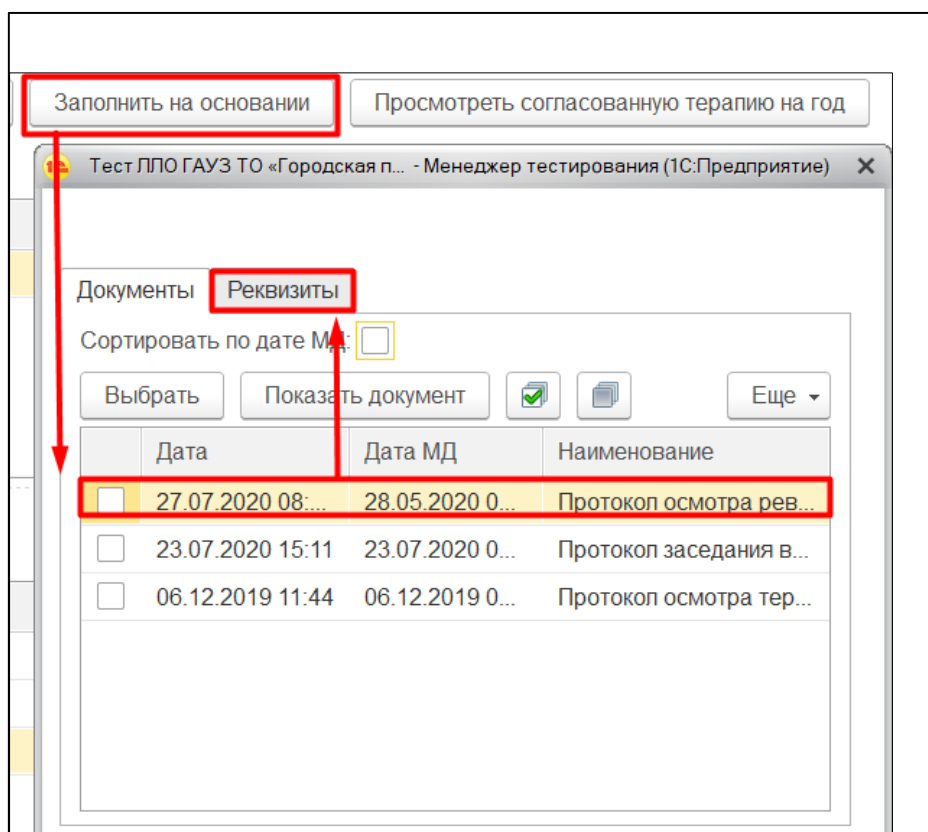 Заполнить на основании Просмотреть согласованную терапию на год
Тест ЛПО ГАУЗ ТО «Городская п... - Менеджер тестирования (1С:Предприятие)
Документы Реквизиты
Сортировать по дате МД:
Выбрать Показать документ Еще
Дата Дата МД Наименование
27.07.2020 08:... 28.05.2020 0... Протокол осмотра рев...
23.07.2020 15:11 23.07.2020 0... Протокол заседания в...
06.12.2019 11:44 06.12.2019 0... Протокол осмотра тер...